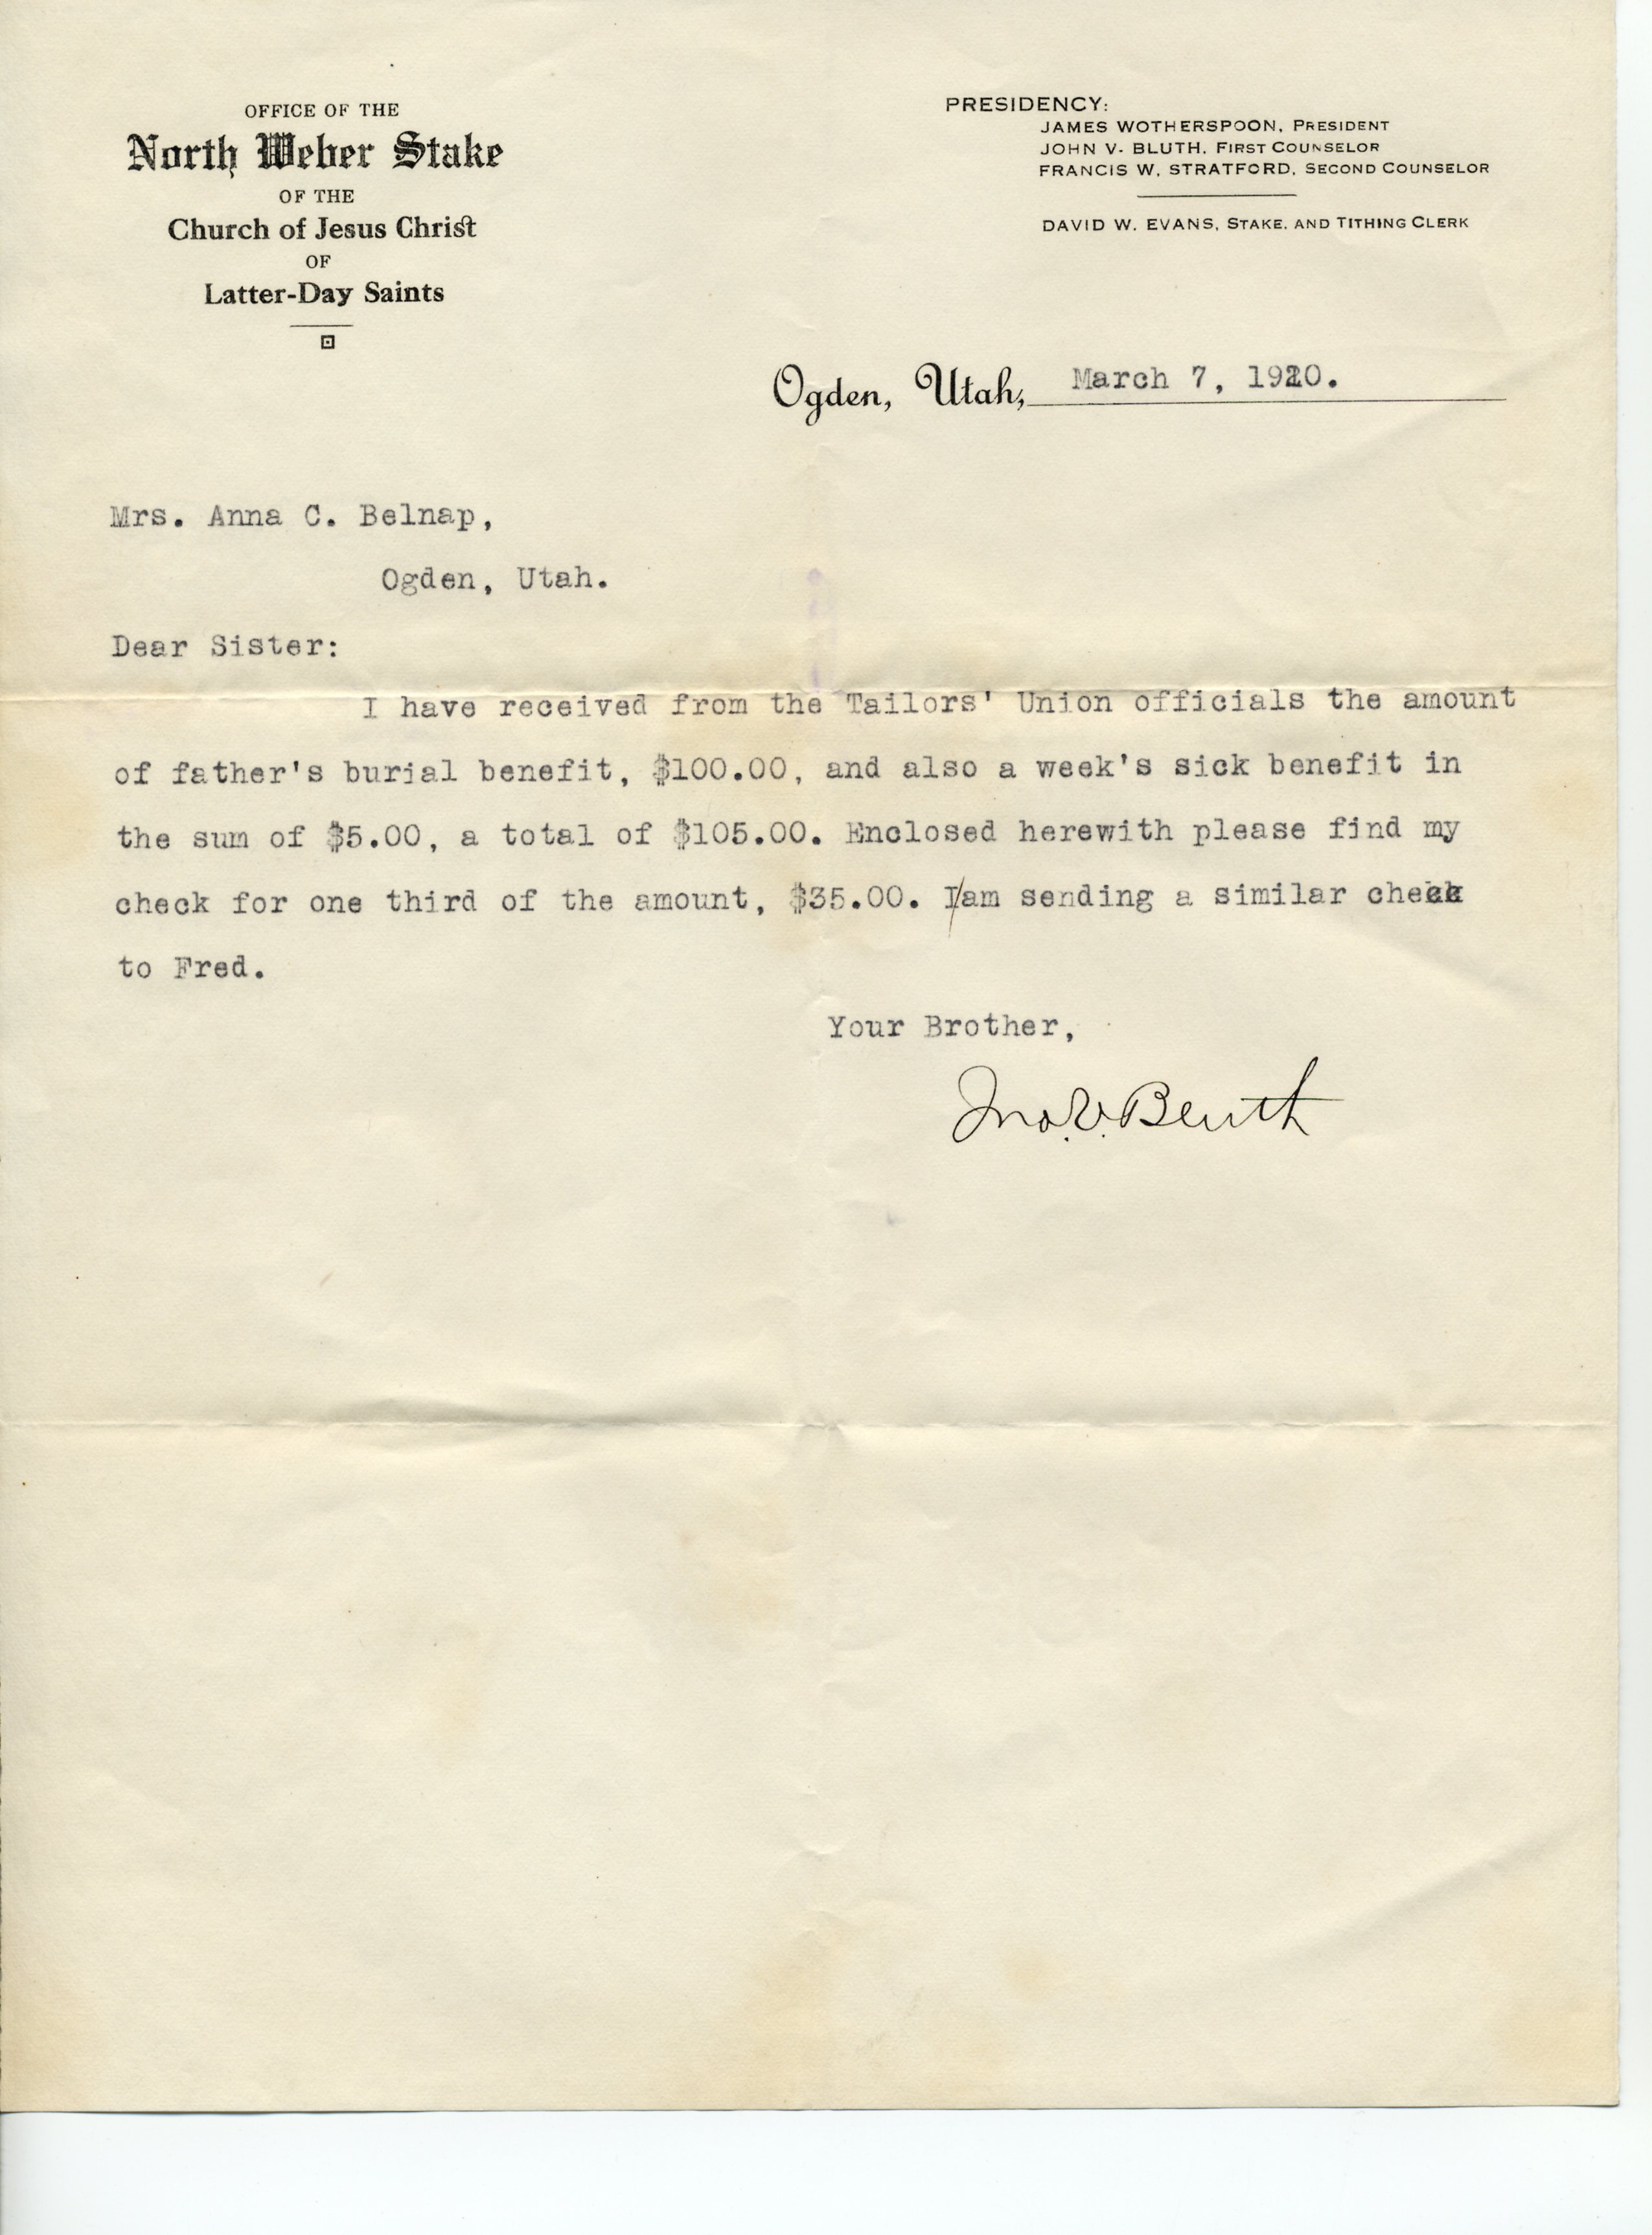 OFFICE OF THE
North Weber Stake
OF THE
Church of Jesus Christ
OF
Latter-Day Saints
PRESIDENCY:
JAMES WOTHERSPOON, PRESIDENT
JOHN V. BLUTH, FIRST COUNSELOR
FRANCIS W. STRATFORD, SECOND COUNSELOR
DAVID W. EVANS, STAKE. AND TITHING CLERK
Ogden, Utah, March 7, 1920.
Mrs. Anna C. Belnap,
Ogden, Utah.
Dear Sister:
I have received from the Tailors' Union officials the amount
of father's burial benefit, $100.00, and also a week's sick benefit in
the sum of $5.00, a total of $105.00. Enclosed herewith please find my
check for one third of the amount, $35.00. I/am sending a similar check
to Fred.
Your Brother,
Jno. V. Bluth